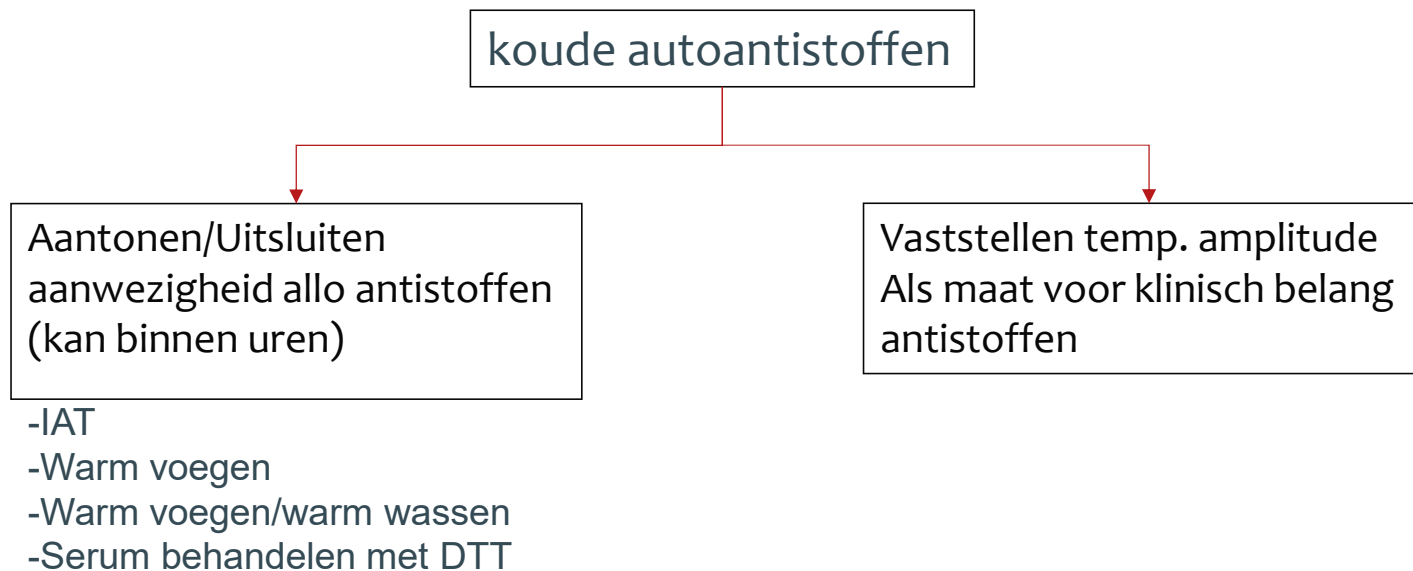 koude autoantistoffen
Aantonen/Uitsluiten
aanwezigheid allo antistoffen
(kan binnen uren)
Vaststellen temp. amplitude
Als maat voor klinisch belang
antistoffen
-IAT
-Warm voegen
-Warm voegen/warm wassen
-Serum behandelen met DTT